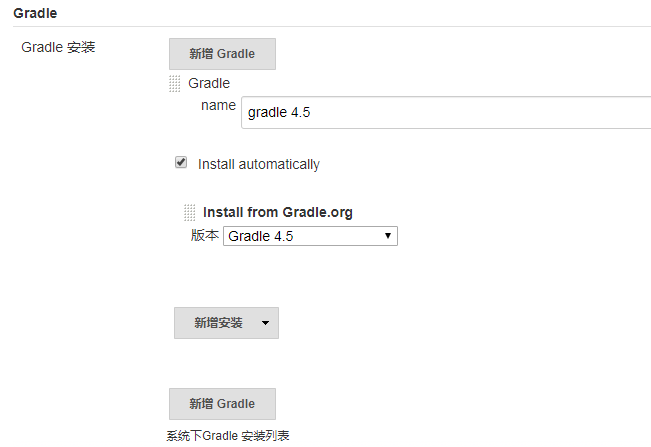 Gradle
Gradle 安装
新增 Gradle
Gradle
name
gradle 4.5
Install automatically
Install from Gradle.org
版本 Gradle 4.5
新增安装
新增 Gradle
系统下Gradle 安装列表